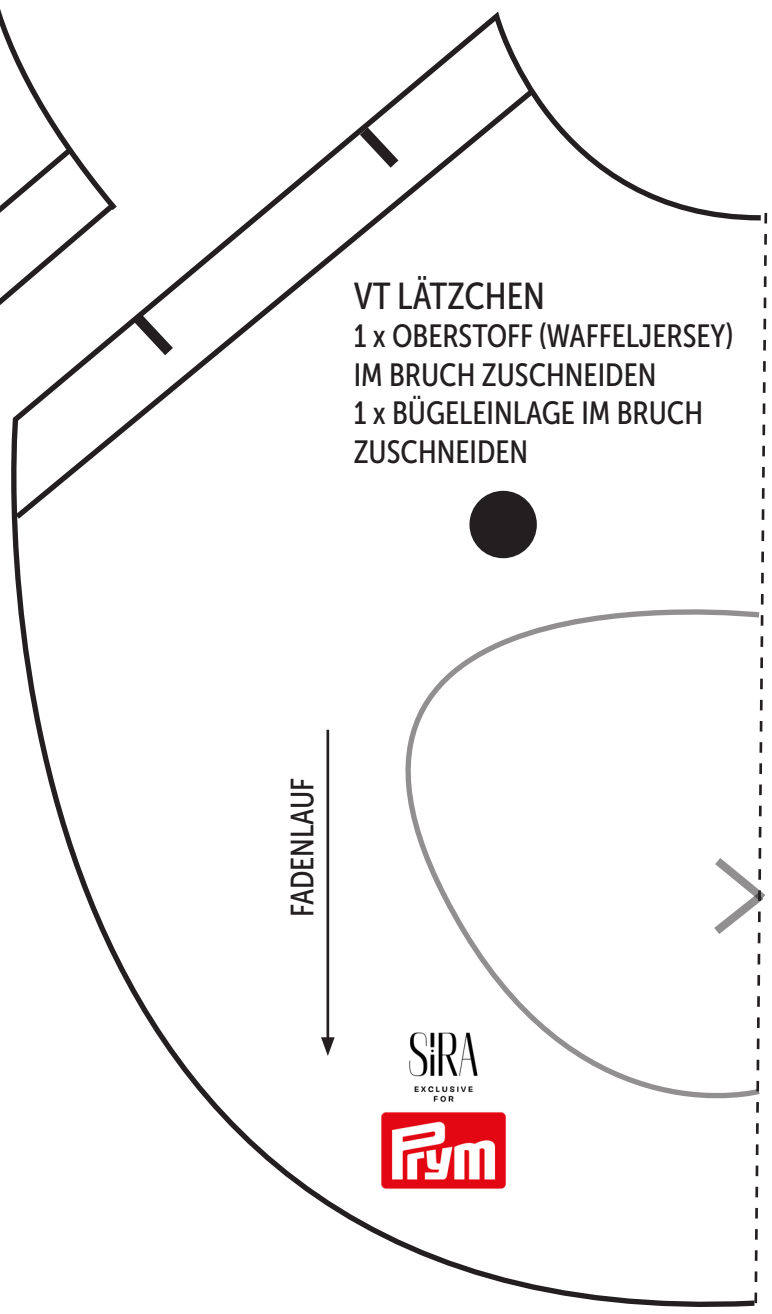 VT LÄTZCHEN
1 x OBERSTOFF (WAFFELJERSEY)
IM BRUCH ZUSCHNEIDEN
1 x BÜGELEINLAGE IM BRUCH
ZUSCHNEIDEN
FADENLAUF
SiRA
EXCLUSIVE
FOR
Prym